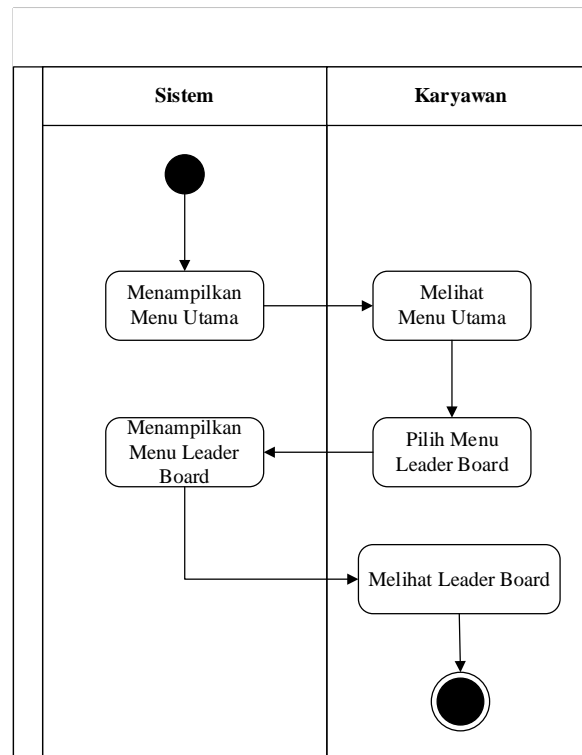 Sistem
Karyawan
Menampilkan
Menu Utama
Melihat
Menu Utama
Pilih Menu
Leader Board
Menampilkan
Menu Leader
Board
Melihat Leader Board